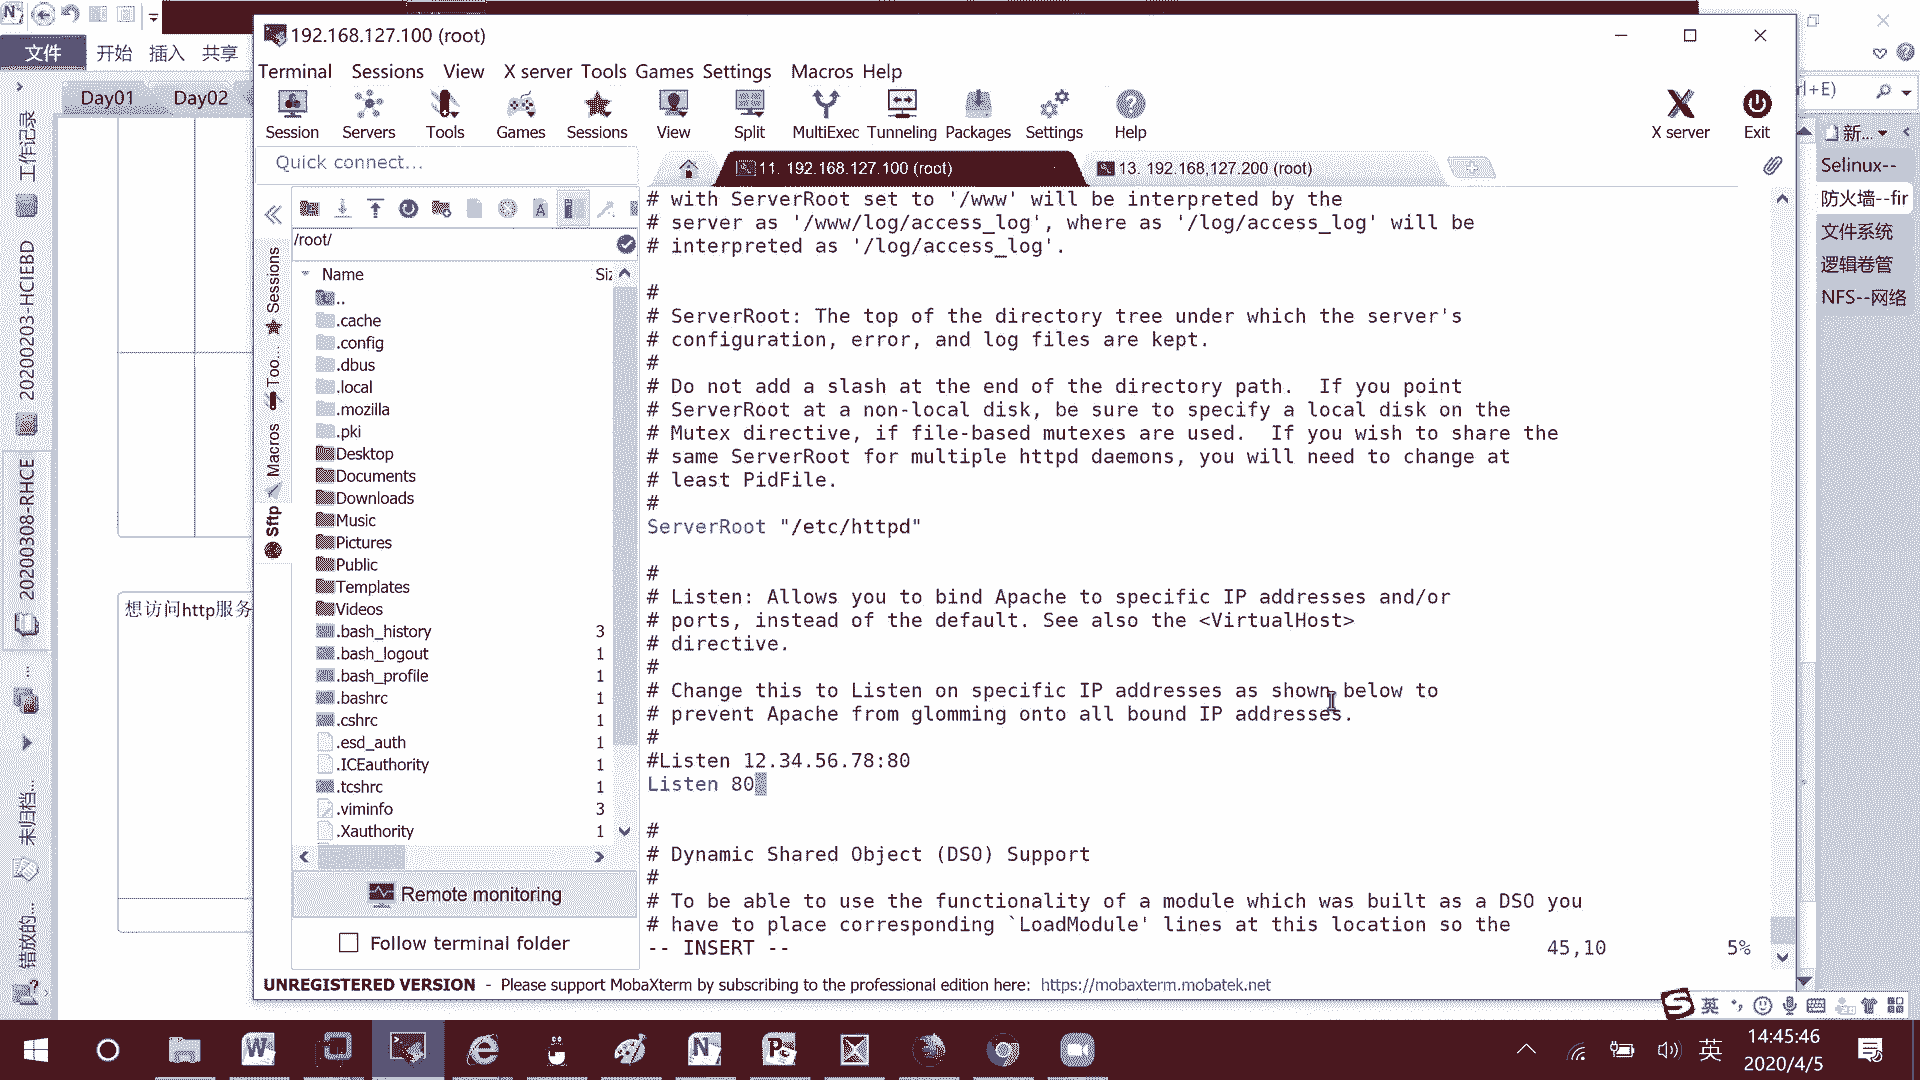 192.168.127.100 (root)
文件 开始 插入 共享
Terminal Sessions View X server Tools Games Settings Macros Help
Day01 Day02
Session Servers Tools Games Sessions View Split MultiExec Tunneling Packages Settings Help X server Exit
Quick connect...
11. 192.168.127.100 (root) 13. 192.168.127.200 (root)
/root/
Name
..
.cache
.config
.dbus
.local
.mozilla
.pki
Desktop
Documents
Downloads
Music
Pictures
Public
Templates
Videos
.bash_history 3
.bash_logout 1
.bash_profile 1
.bashrc 1
.cshrc 1
.esd_auth 1
.ICEauthority 1
.tcshrc 1
.viminfo 3
.Xauthority 1
Remote monitoring
Follow terminal folder
Sessions
Too...
Macros
Sftp
# with ServerRoot set to '/www' will be interpreted by the
# server as '/www/log/access_log', where as '/log/access_log' will be
# interpreted as '/log/access_log'.
#
# ServerRoot: The top of the directory tree under which the server's
# configuration, error, and log files are kept.
#
# Do not add a slash at the end of the directory path.  If you point
# ServerRoot at a non-local disk, be sure to specify a local disk on the
# Mutex directive, if file-based mutexes are used.  If you wish to share the
# same ServerRoot for multiple httpd daemons, you will need to change at
# least PidFile.
#
ServerRoot "/etc/httpd"
#
# Listen: Allows you to bind Apache to specific IP addresses and/or
# ports, instead of the default. See also the <VirtualHost>
# directive.
#
# Change this to Listen on specific IP addresses as shown below to
# prevent Apache from glomming onto all bound IP addresses.
#
#Listen 12.34.56.78:80
Listen 80
#
# Dynamic Shared Object (DSO) Support
#
# To be able to use the functionality of a module which was built as a DSO you
# have to place corresponding `LoadModule' lines at this location so the
-- INSERT -- 45,10 5%
UNREGISTERED VERSION - Please support MobaXterm by subscribing to the professional edition here: https://mobaxterm.mobatek.net
工作记录
20200203-HCIEBD
20200308-RHCE
...
未归档...
错放的...
想访问http服务
rl+E)
新...
Selinux--
防火墙--fir
文件系统
逻辑卷管
NFS--网络
英
英
14:45:46
2020/4/5